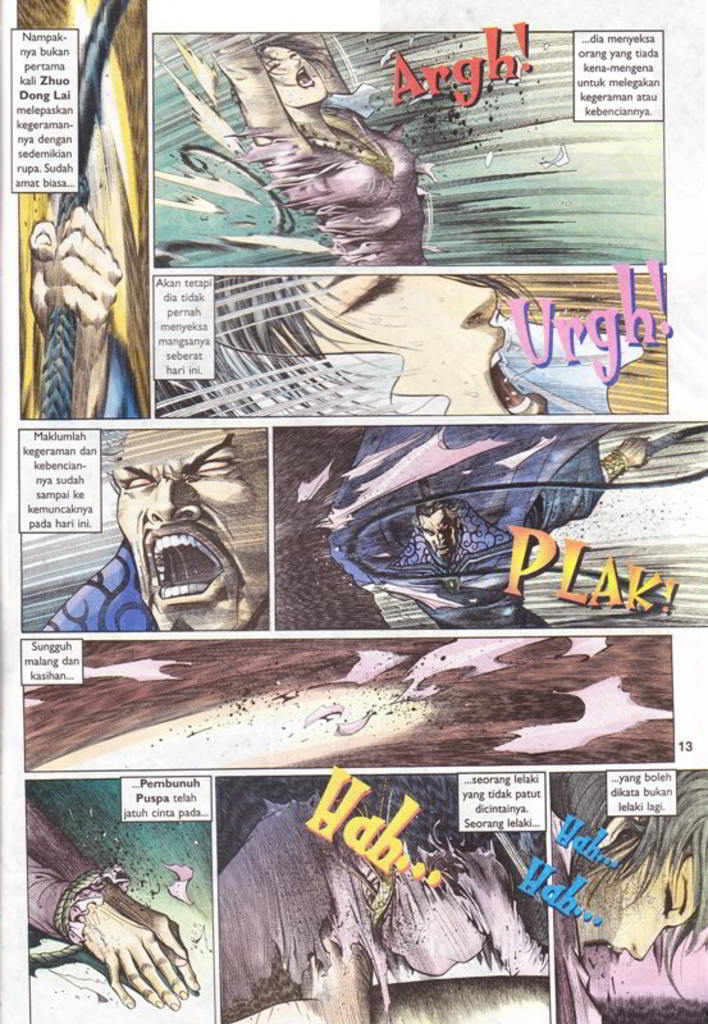 Nampak-
nya bukan
pertama
kali Zhuo
Dong Lai
melepaskan
kegeraman-
nya dengan
sedemikian
rupa. Sudah
amat biasa...
Argh!
...dia menyeksa
orang yang tiada
kena-mengena
untuk melegakan
kegeraman atau
kebenciannya.
Akan tetapi
dia tidak
pernah
menyeksa
mangsanya
seberat
hari ini.
Urgh!
Maklumlah
kegeraman dan
kebencian-
nya sudah
sampai ke
kemuncaknya
pada hari ini.
PLAK!
Sungguh
malang dan
kasihan...
13
...Pembunuh
Puspa telah
jatuh cinta pada...
Hah...
...seorang lelaki
yang tidak patut
dicintainya.
Seorang lelaki...
...yang boleh
dikata bukan
lelaki lagi.
Hah...
Hah...